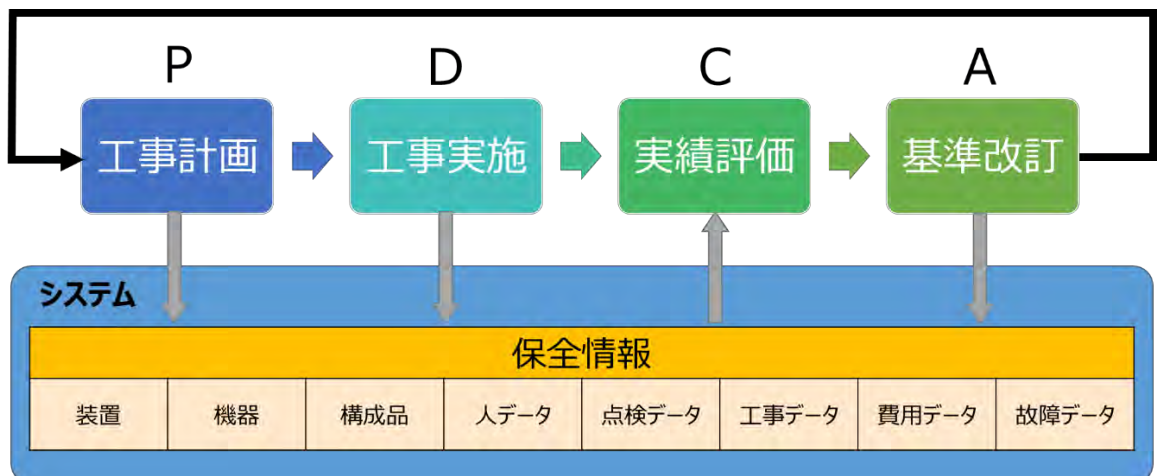 P D C A
工事計画 工事実施 実績評価 基準改訂
システム
保全情報
装置 機器 構成品 人データ 点検データ 工事データ 費用データ 故障データ